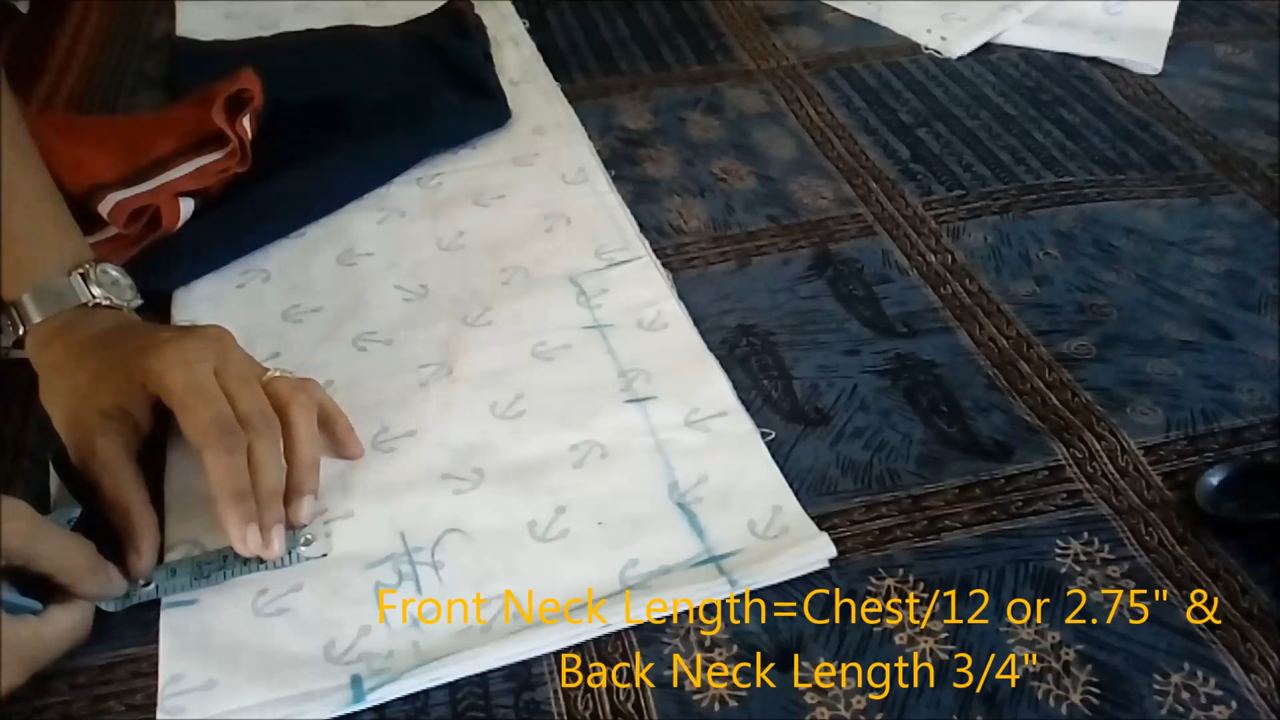 Front Neck Length=Chest/12 or 2.75" &
Back Neck Length 3/4"